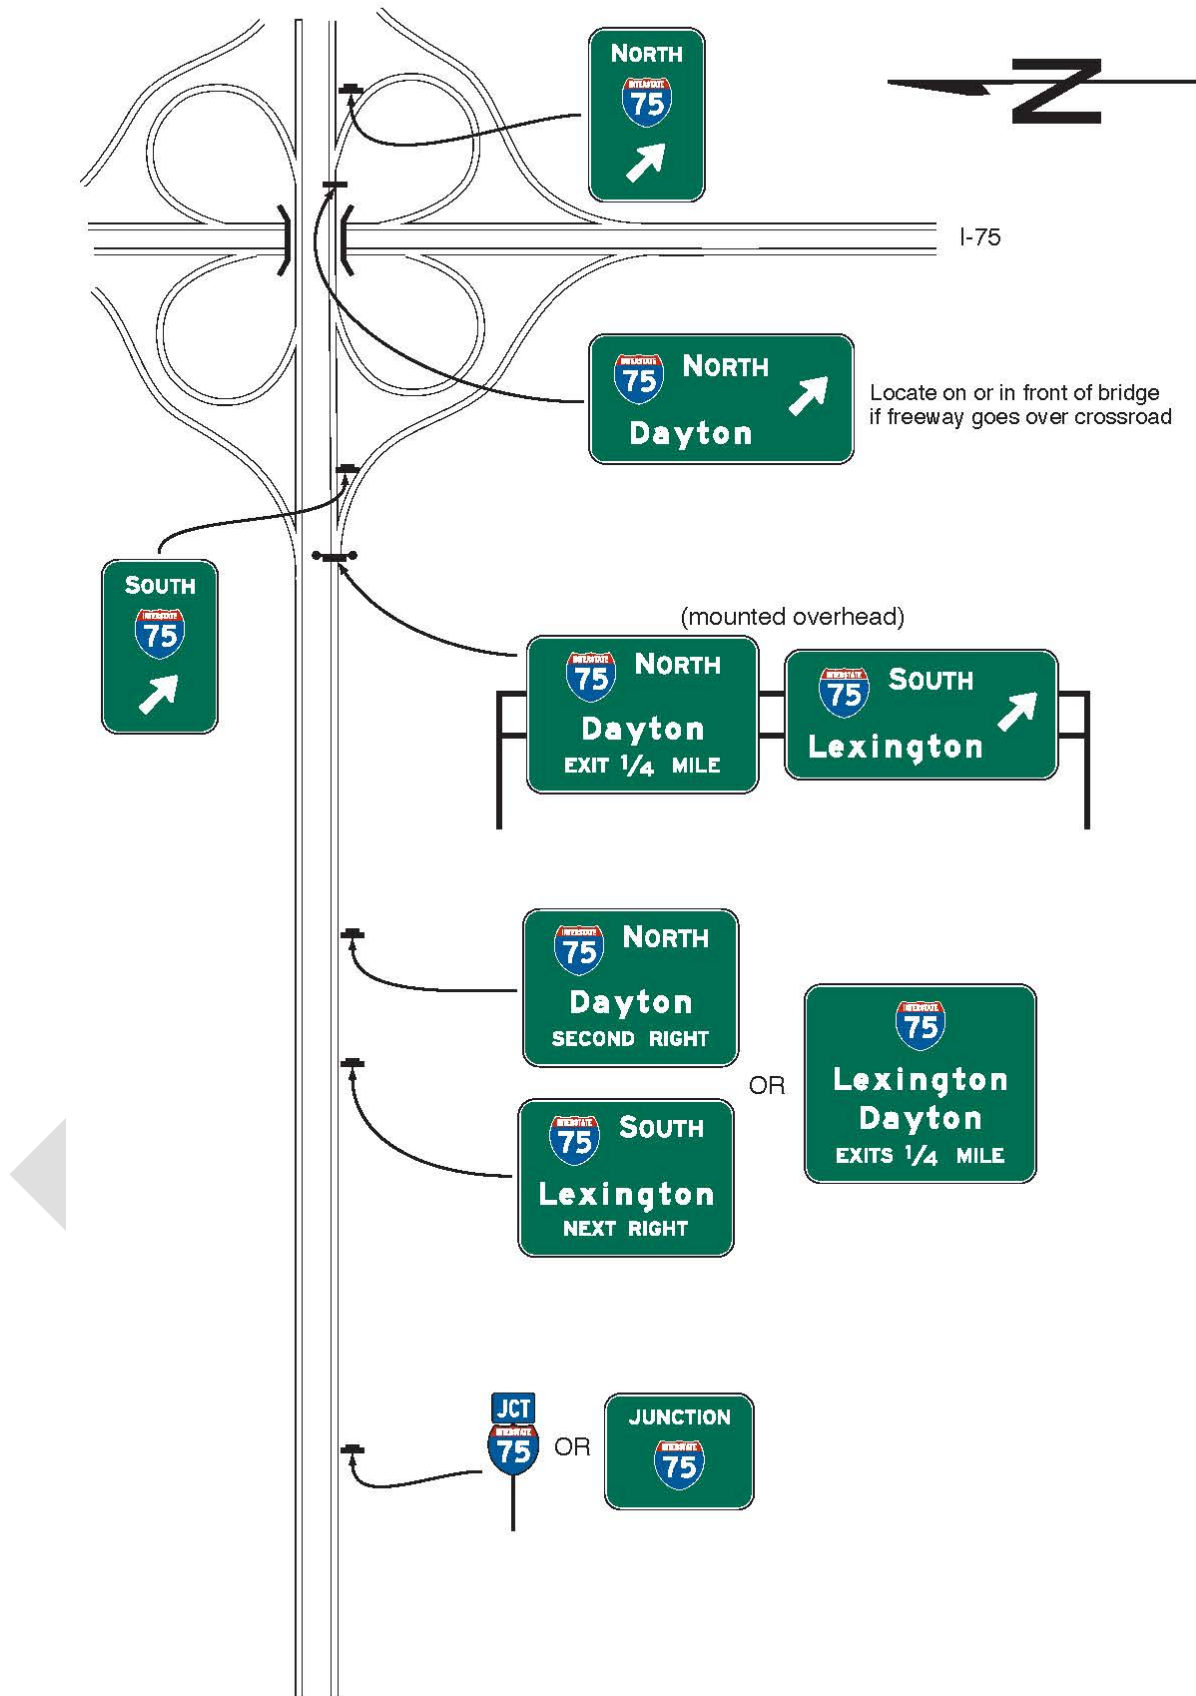 NORTH
INTERSTATE
75
N
I-75
INTERSTATE
75
NORTH
Dayton
Locate on or in front of bridge
if freeway goes over crossroad
SOUTH
INTERSTATE
75
(mounted overhead)
INTERSTATE
75
NORTH
Dayton
EXIT 1/4 MILE
INTERSTATE
75
SOUTH
Lexington
INTERSTATE
75
NORTH
Dayton
SECOND RIGHT
INTERSTATE
75
SOUTH
Lexington
NEXT RIGHT
OR
INTERSTATE
75
Lexington
Dayton
EXITS 1/4 MILE
JCT
INTERSTATE
75
OR
JUNCTION
INTERSTATE
75